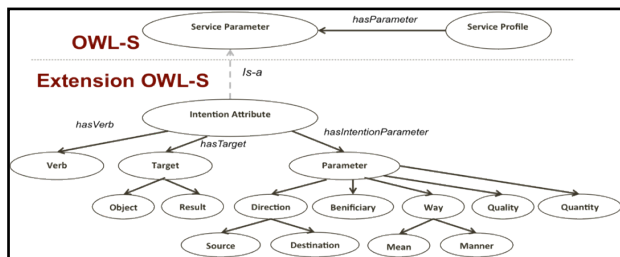 Service Parameter
hasParameter
Service Profile
OWL-S
Extension OWL-S
Is-a
Intention Attribute
hasVerb
hasTarget
hasIntentionParameter
Verb
Target
Parameter
Object
Result
Direction
Benificiary
Way
Quality
Quantity
Source
Destination
Mean
Manner